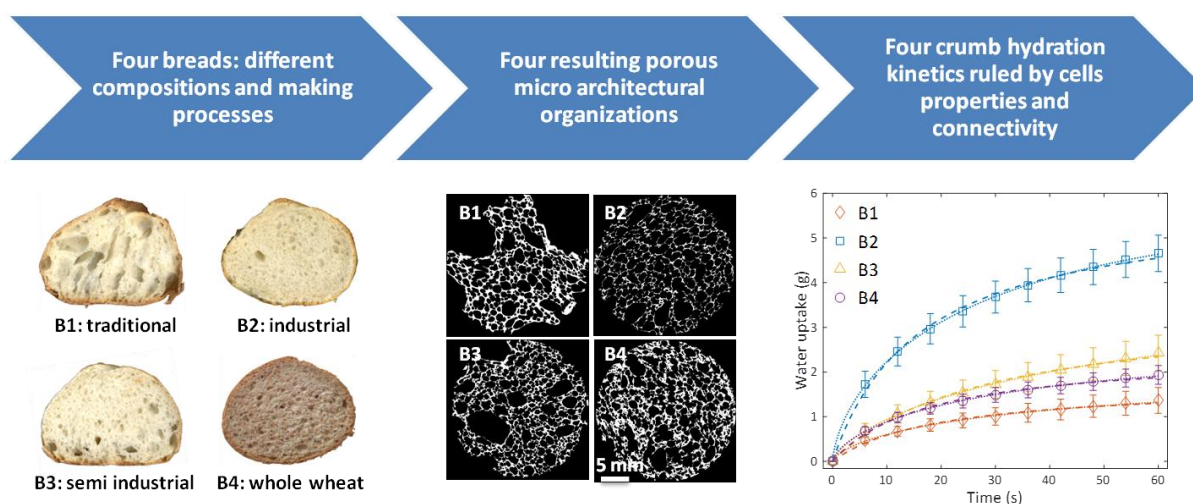 Four breads: different
compositions and making
processes
Four resulting porous
micro architectural
organizations
Four crumb hydration
kinetics ruled by cells
properties and
connectivity
B1: traditional
B2: industrial
B3: semi industrial
B4: whole wheat
B1
B2
B3
B4
5 mm
6
5
4
3
2
1
0
Water uptake (g)
B1
B2
B3
B4
0
10
20
30
40
50
60
Time (s)